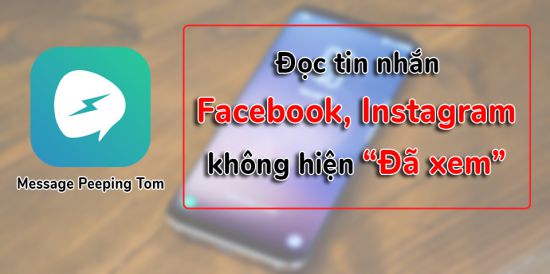 Đọc tin nhắn
Facebook, Instagram
không hiện “Đã xem”
Message Peeping Tom